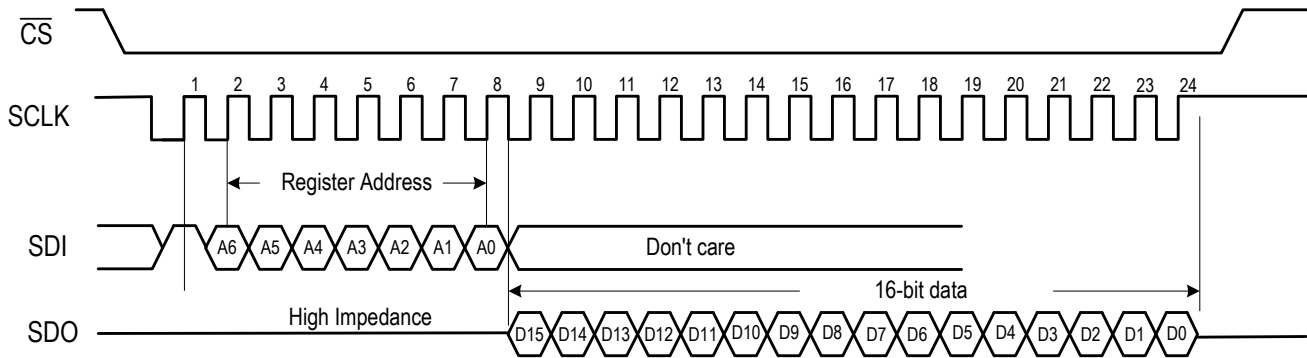 CS
1 2 3 4 5 6 7 8 9 10 11 12 13 14 15 16 17 18 19 20 21 22 23 24
SCLK
Register Address
SDI A6 A5 A4 A3 A2 A1 A0 Don't care
16-bit data
High Impedance
SDO D15 D14 D13 D12 D11 D10 D9 D8 D7 D6 D5 D4 D3 D2 D1 D0